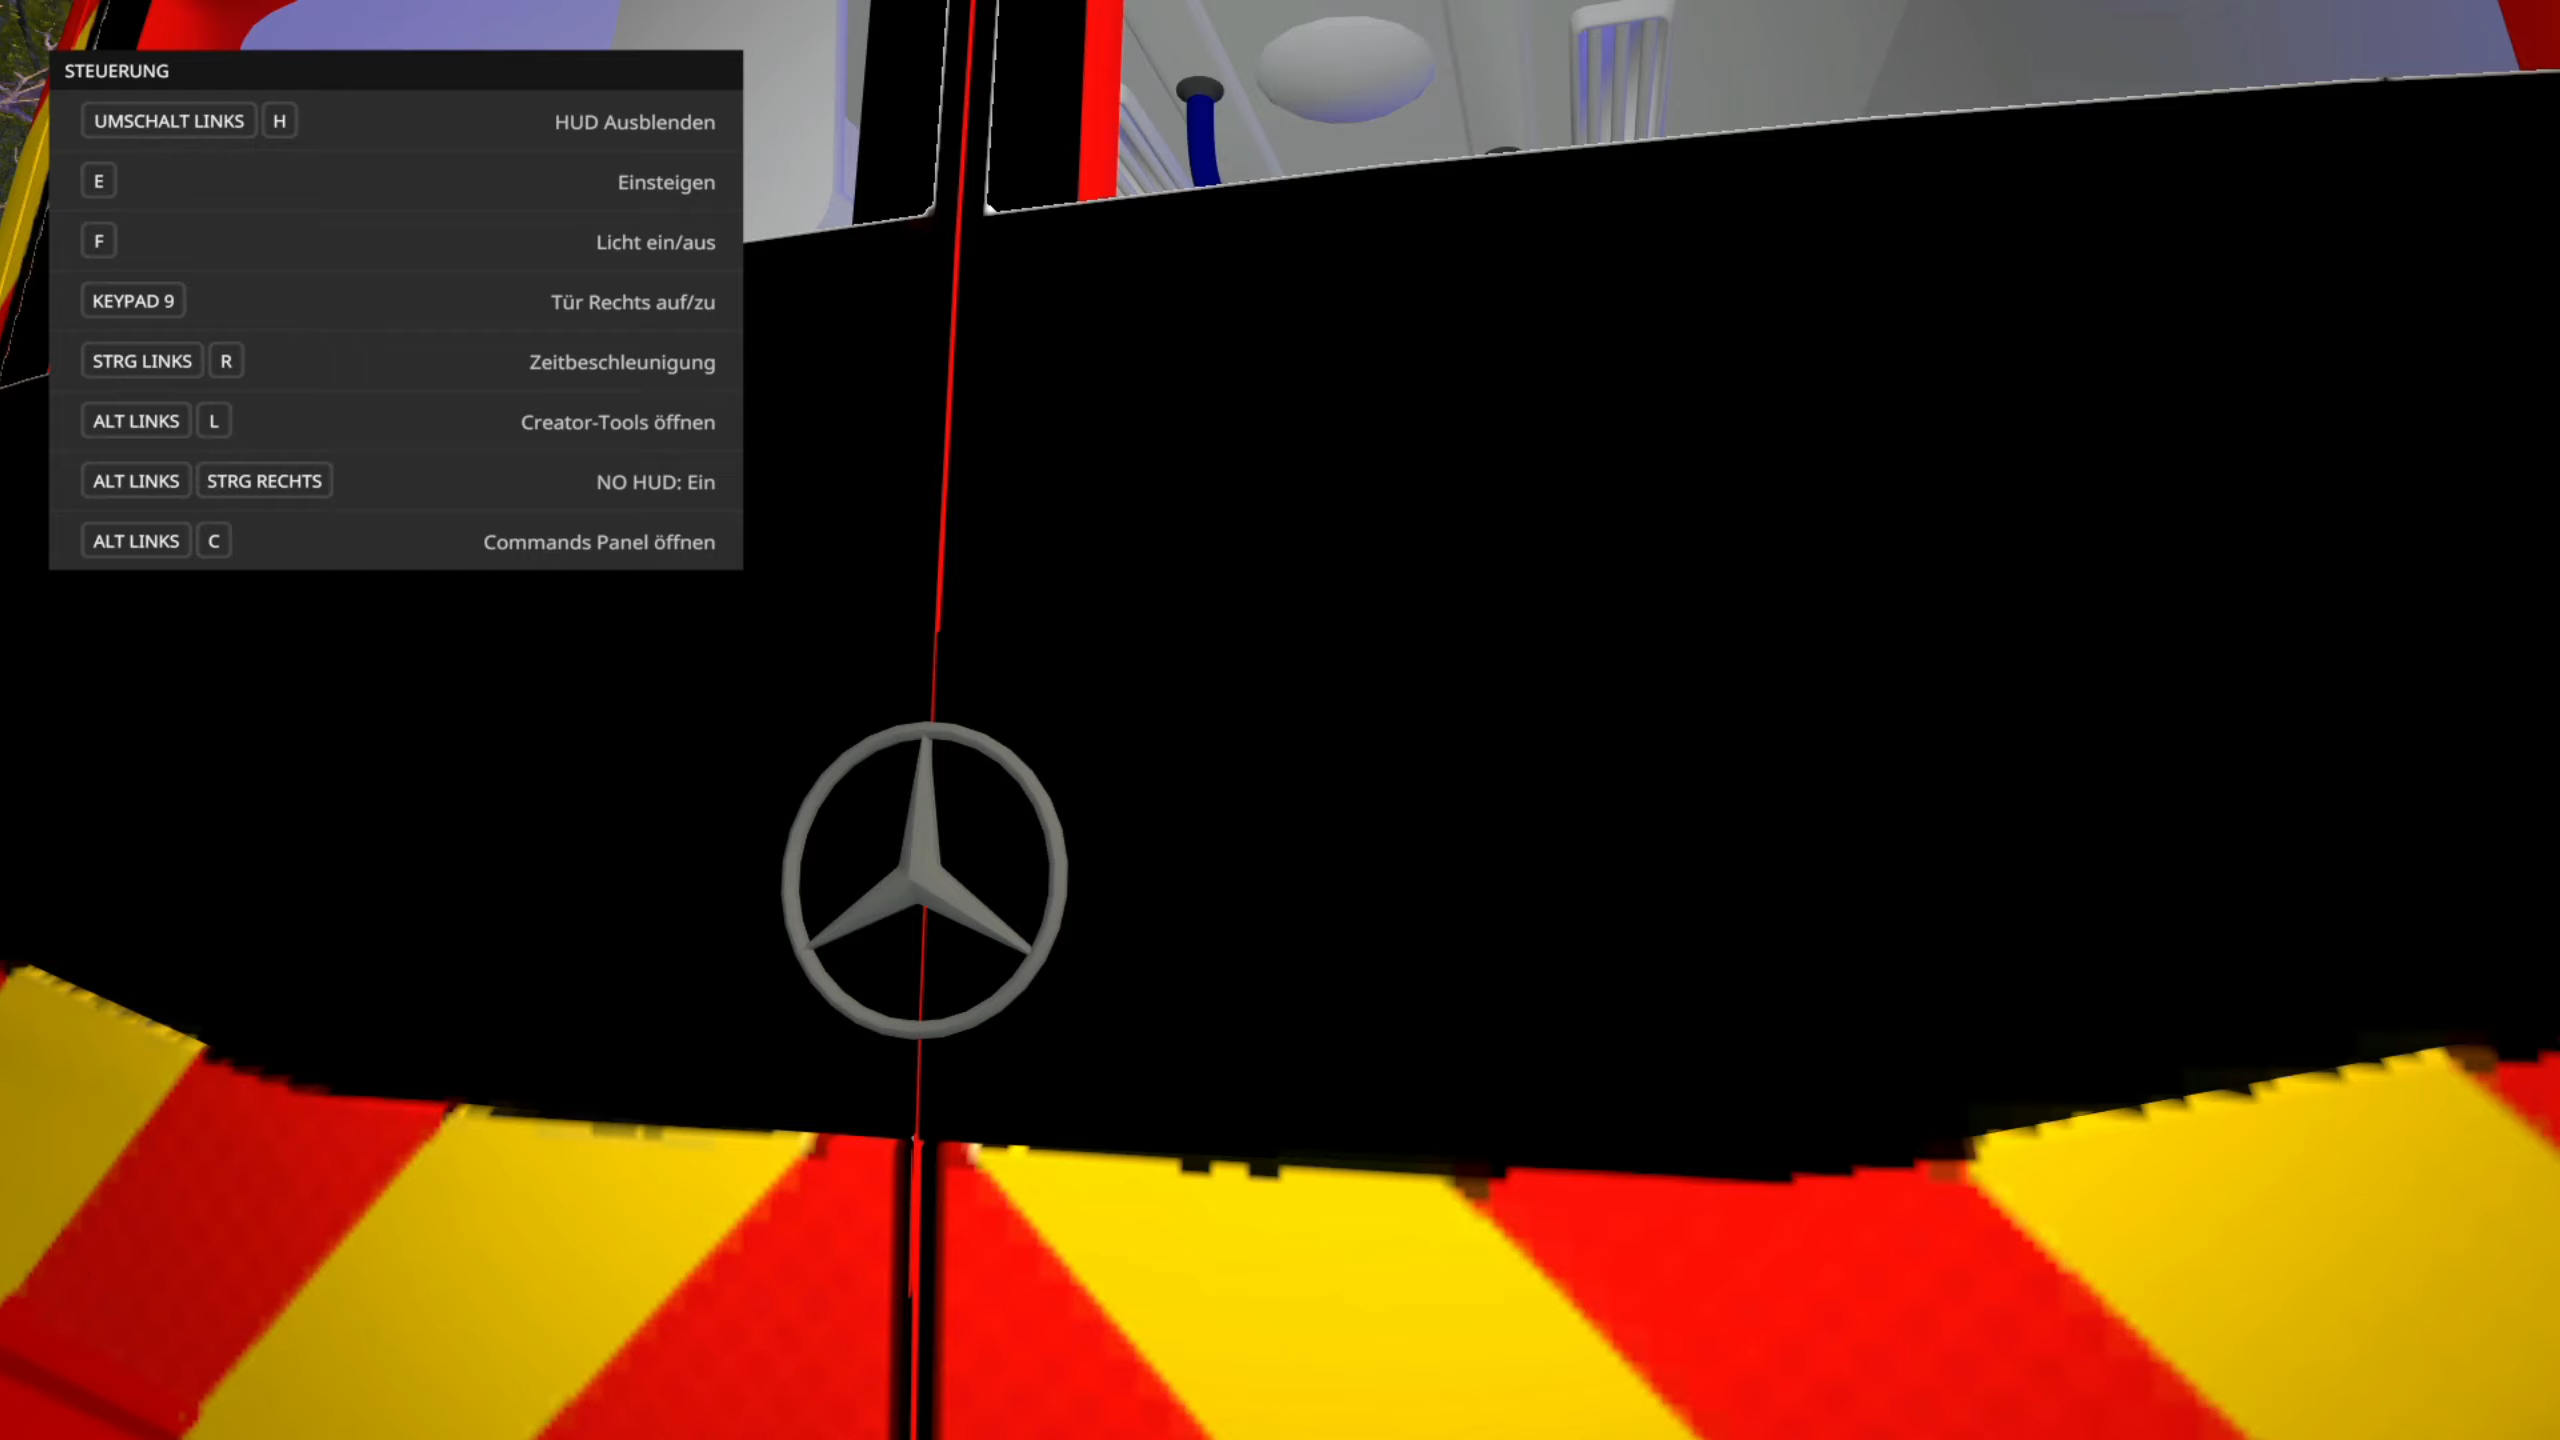 STEUERUNG
UMSCHALT LINKS H HUD Ausblenden
E Einsteigen
F Licht ein/aus
KEYPAD 9 Tür Rechts auf/zu
STRG LINKS R Zeitbeschleunigung
ALT LINKS L Creator-Tools öffnen
ALT LINKS STRG RECHTS NO HUD: Ein
ALT LINKS C Commands Panel öffnen